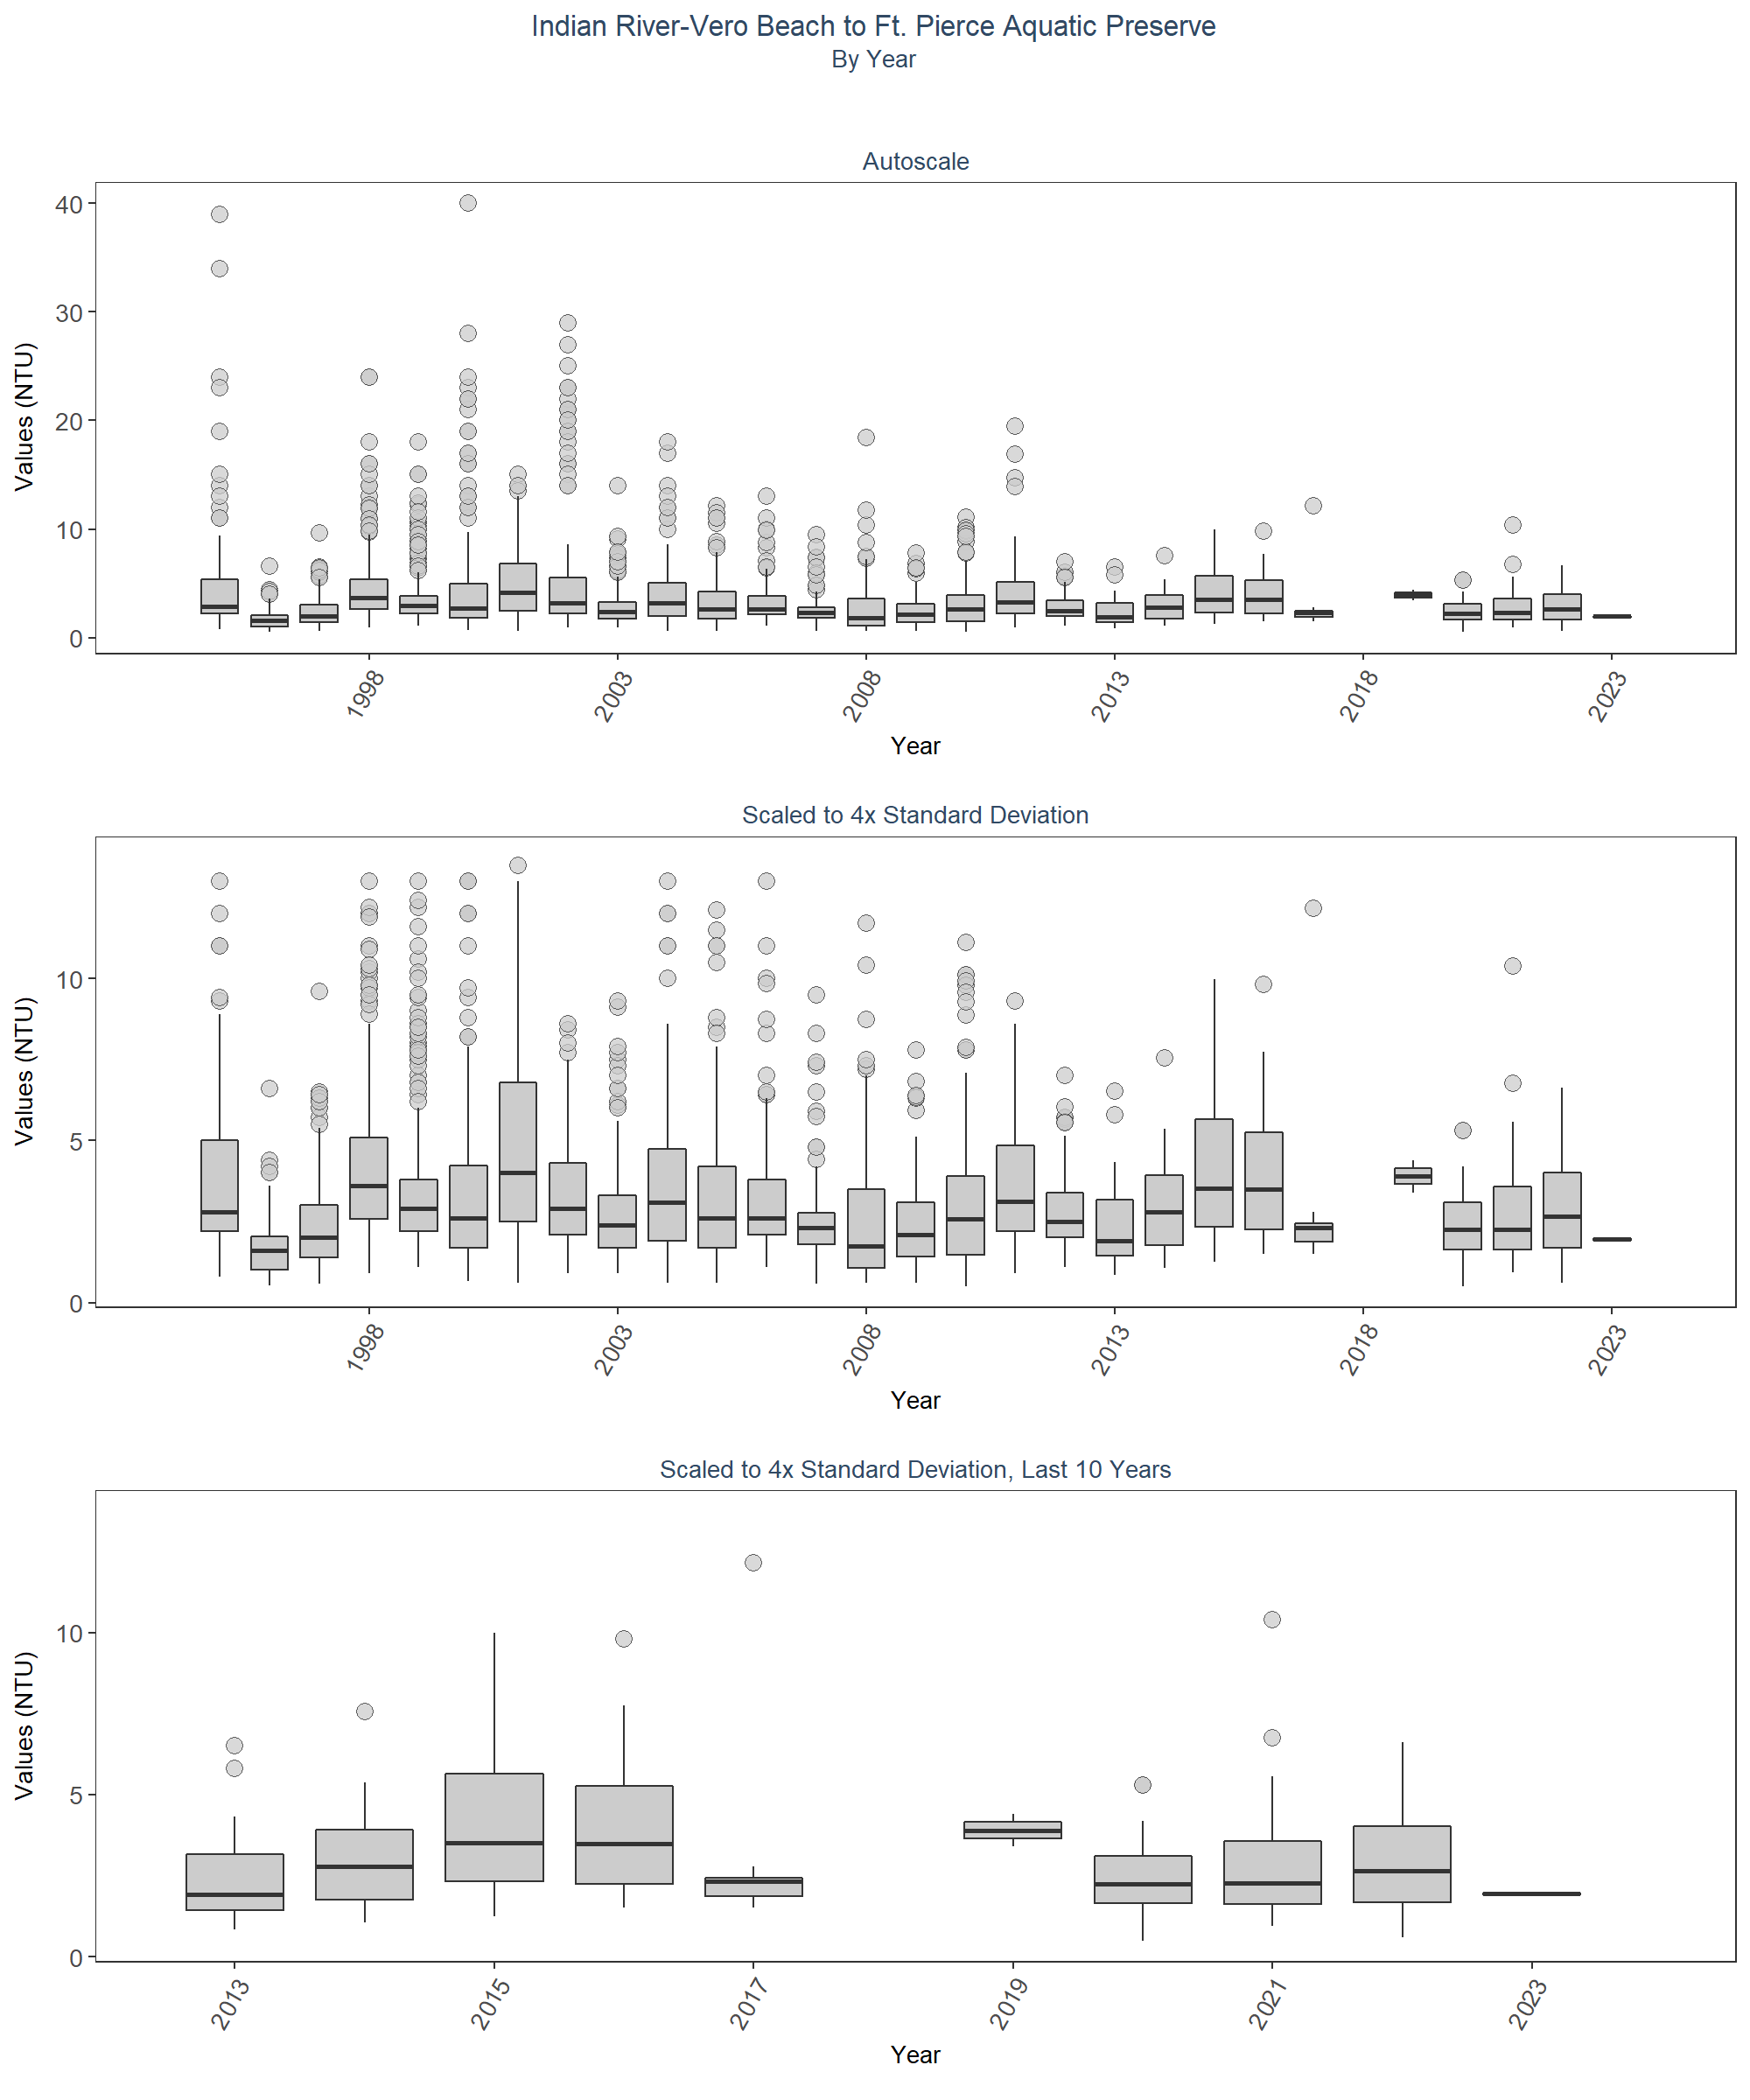 Indian River-Vero Beach to Ft. Pierce Aquatic Preserve
By Year
Autoscale
40
30
20
10
0
Values (NTU)
1998
2003
2008
2013
2018
2023
Year
Scaled to 4x Standard Deviation
10
5
0
Values (NTU)
1998
2003
2008
2013
2018
2023
Year
Scaled to 4x Standard Deviation, Last 10 Years
10
5
0
Values (NTU)
2013
2015
2017
2019
2021
2023
Year